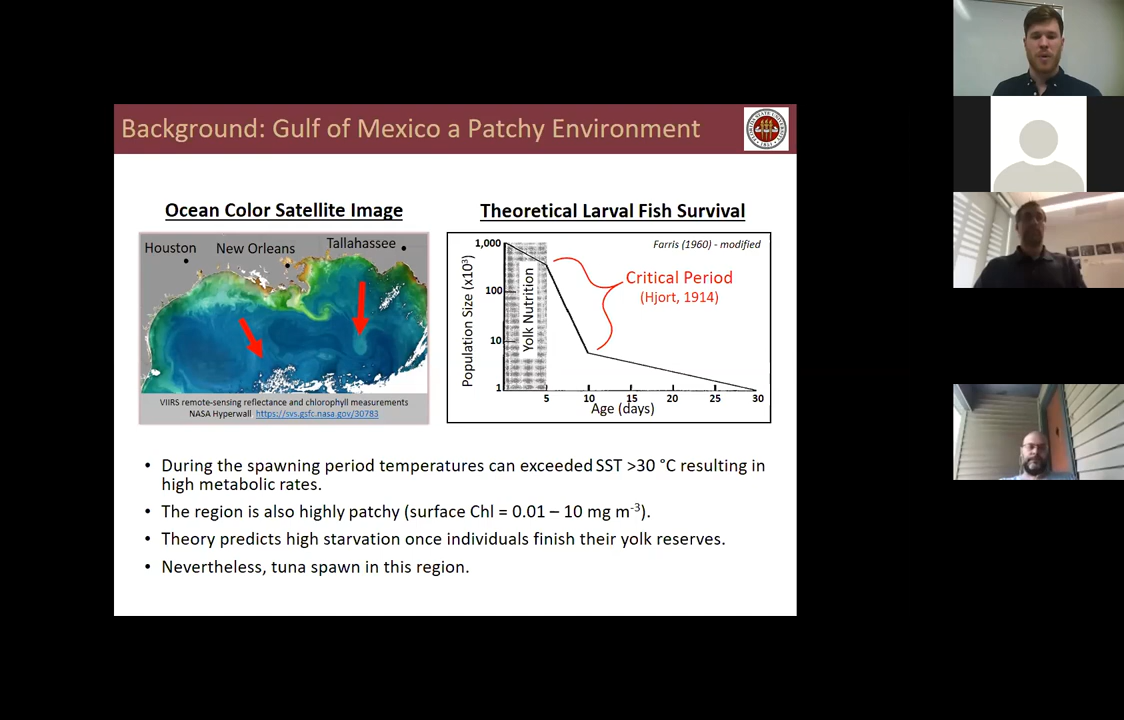 Background: Gulf of Mexico a Patchy Environment
Ocean Color Satellite Image
Houston
New Orleans
Tallahassee
VIIRS remote-sensing reflectance and chlorophyll measurements
NASA Hyperwall https://svs.gsfc.nasa.gov/30783
Theoretical Larval Fish Survival
Farris (1960) - modified
Population Size (x10³)
1,000
100
10
1
Yolk Nutrition
Critical Period
(Hjort, 1914)
5 10 15 20 25 30
Age (days)
• During the spawning period temperatures can exceeded SST >30 °C resulting in
high metabolic rates.
• The region is also highly patchy (surface Chl = 0.01 – 10 mg m⁻³).
• Theory predicts high starvation once individuals finish their yolk reserves.
• Nevertheless, tuna spawn in this region.